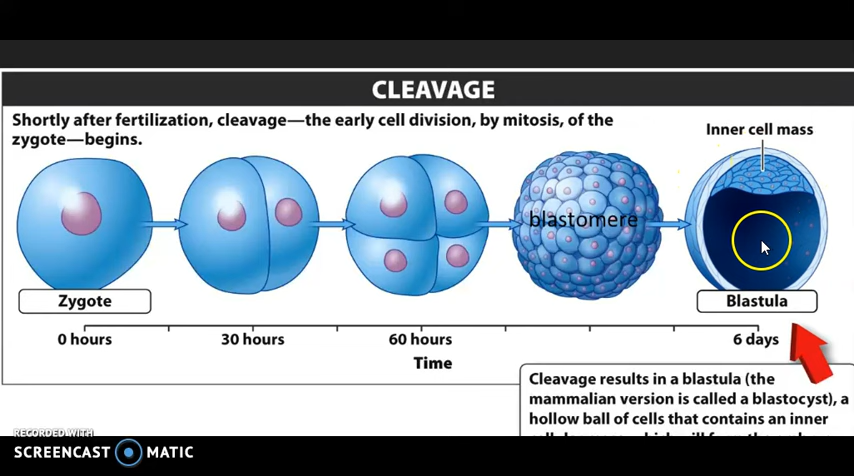 CLEAVAGE
Shortly after fertilization, cleavage—the early cell division, by mitosis, of the
zygote—begins.
Inner cell mass
blastomere
Zygote
Blastula
0 hours
30 hours
60 hours
6 days
Time
Cleavage results in a blastula (the
mammalian version is called a blastocyst), a
hollow ball of cells that contains an inner
RECORDED WITH
SCREENCAST MATIC